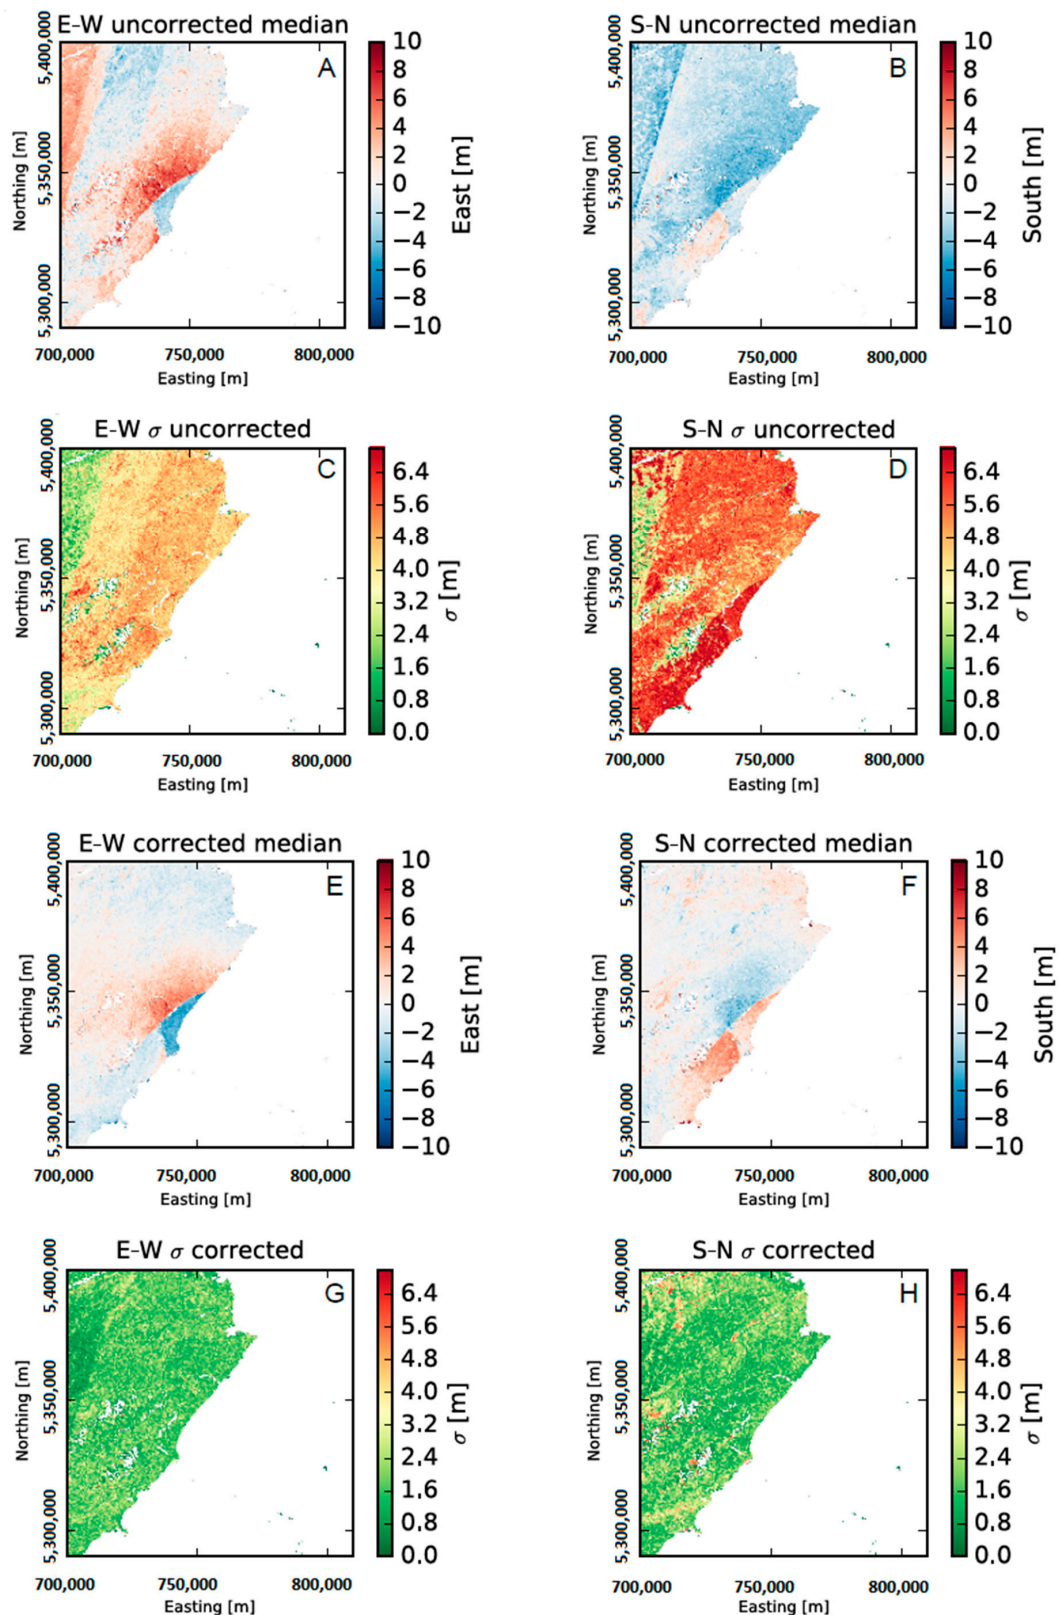 E-W uncorrected median
A
10
8
6
4
2
0
−2
−4
−6
−8
−10
East [m]
5,400,000
5,350,000
5,300,000
Northing [m]
700,000 750,000 800,000
Easting [m]
S-N uncorrected median
B
10
8
6
4
2
0
−2
−4
−6
−8
−10
South [m]
5,400,000
5,350,000
5,300,000
Northing [m]
700,000 750,000 800,000
Easting [m]
E-W σ uncorrected
C
6.4
5.6
4.8
4.0
3.2
2.4
1.6
0.8
0.0
σ [m]
5,400,000
5,350,000
5,300,000
Northing [m]
700,000 750,000 800,000
Easting [m]
S-N σ uncorrected
D
6.4
5.6
4.8
4.0
3.2
2.4
1.6
0.8
0.0
σ [m]
5,400,000
5,350,000
5,300,000
Northing [m]
700,000 750,000 800,000
Easting [m]
E-W corrected median
E
10
8
6
4
2
0
−2
−4
−6
−8
−10
East [m]
5,400,000
5,350,000
5,300,000
Northing [m]
700,000 750,000 800,000
Easting [m]
S-N corrected median
F
10
8
6
4
2
0
−2
−4
−6
−8
−10
South [m]
5,400,000
5,350,000
5,300,000
Northing [m]
700,000 750,000 800,000
Easting [m]
E-W σ corrected
G
6.4
5.6
4.8
4.0
3.2
2.4
1.6
0.8
0.0
σ [m]
5,400,000
5,350,000
5,300,000
Northing [m]
700,000 750,000 800,000
Easting [m]
S-N σ corrected
H
6.4
5.6
4.8
4.0
3.2
2.4
1.6
0.8
0.0
σ [m]
5,400,000
5,350,000
5,300,000
Northing [m]
700,000 750,000 800,000
Easting [m]